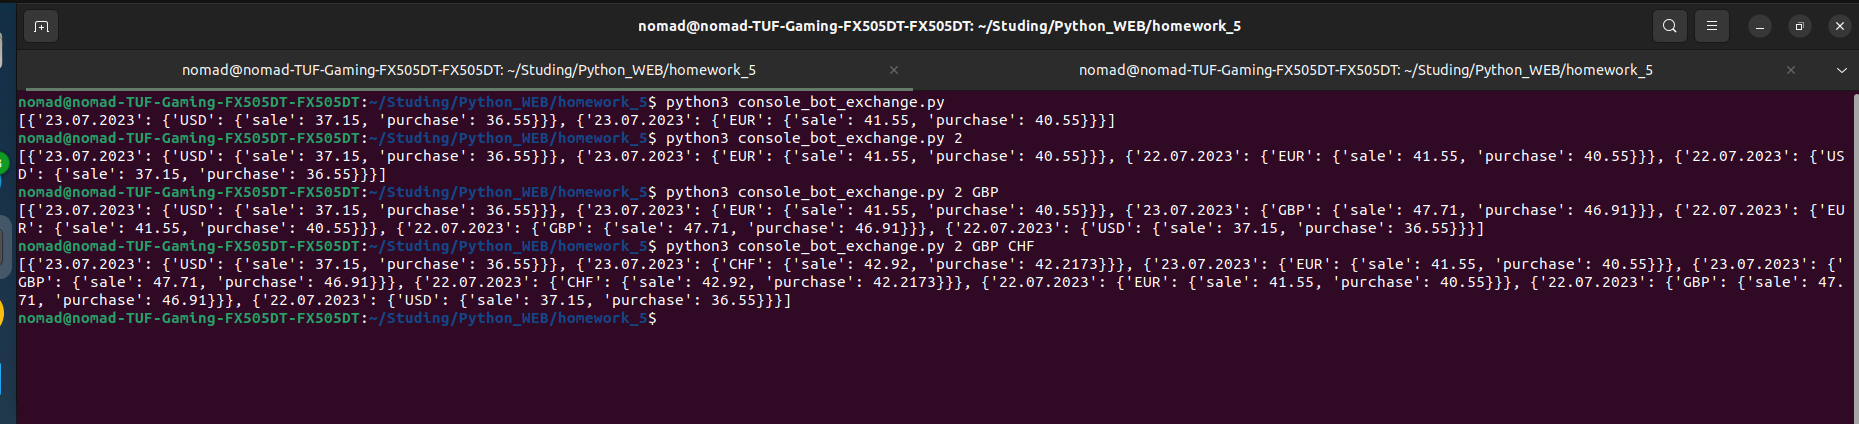 nomad@nomad-TUF-Gaming-FX505DT-FX505DT: ~/Studing/Python_WEB/homework_5
nomad@nomad-TUF-Gaming-FX505DT-FX505DT: ~/Studing/Python_WEB/homework_5
nomad@nomad-TUF-Gaming-FX505DT-FX505DT: ~/Studing/Python_WEB/homework_5
nomad@nomad-TUF-Gaming-FX505DT-FX505DT:~/Studing/Python_WEB/homework_5$ python3 console_bot_exchange.py
[{'23.07.2023': {'USD': {'sale': 37.15, 'purchase': 36.55}}}, {'23.07.2023': {'EUR': {'sale': 41.55, 'purchase': 40.55}}}]
nomad@nomad-TUF-Gaming-FX505DT-FX505DT:~/Studing/Python_WEB/homework_5$ python3 console_bot_exchange.py 2
[{'23.07.2023': {'USD': {'sale': 37.15, 'purchase': 36.55}}}, {'23.07.2023': {'EUR': {'sale': 41.55, 'purchase': 40.55}}}, {'22.07.2023': {'EUR': {'sale': 41.55, 'purchase': 40.55}}}, {'22.07.2023': {'US
D': {'sale': 37.15, 'purchase': 36.55}}}]
nomad@nomad-TUF-Gaming-FX505DT-FX505DT:~/Studing/Python_WEB/homework_5$ python3 console_bot_exchange.py 2 GBP
[{'23.07.2023': {'USD': {'sale': 37.15, 'purchase': 36.55}}}, {'23.07.2023': {'EUR': {'sale': 41.55, 'purchase': 40.55}}}, {'23.07.2023': {'GBP': {'sale': 47.71, 'purchase': 46.91}}}, {'22.07.2023': {'EU
R': {'sale': 41.55, 'purchase': 40.55}}}, {'22.07.2023': {'GBP': {'sale': 47.71, 'purchase': 46.91}}}, {'22.07.2023': {'USD': {'sale': 37.15, 'purchase': 36.55}}}]
nomad@nomad-TUF-Gaming-FX505DT-FX505DT:~/Studing/Python_WEB/homework_5$ python3 console_bot_exchange.py 2 GBP CHF
[{'23.07.2023': {'USD': {'sale': 37.15, 'purchase': 36.55}}}, {'23.07.2023': {'CHF': {'sale': 42.92, 'purchase': 42.2173}}}, {'23.07.2023': {'EUR': {'sale': 41.55, 'purchase': 40.55}}}, {'23.07.2023': {'
GBP': {'sale': 47.71, 'purchase': 46.91}}}, {'22.07.2023': {'CHF': {'sale': 42.92, 'purchase': 42.2173}}}, {'22.07.2023': {'EUR': {'sale': 41.55, 'purchase': 40.55}}}, {'22.07.2023': {'GBP': {'sale': 47.
71, 'purchase': 46.91}}}, {'22.07.2023': {'USD': {'sale': 37.15, 'purchase': 36.55}}}]
nomad@nomad-TUF-Gaming-FX505DT-FX505DT:~/Studing/Python_WEB/homework_5$